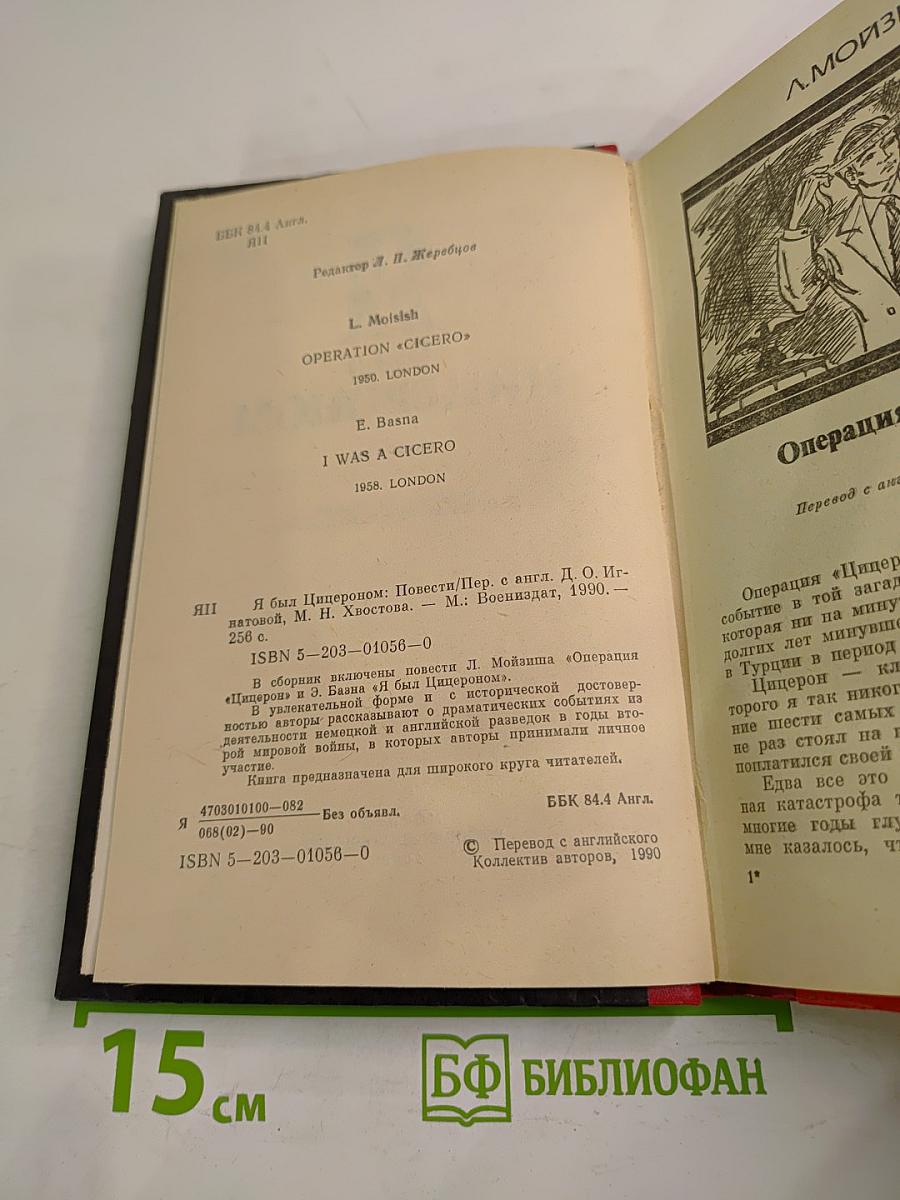 ББК 84.4 Англ.
Я11
Редактор Л. П. Жеребцов
L. Moisish
OPERATION «CICERO»
1950. LONDON
E. Basna
I WAS A CICERO
1958. LONDON
Я11 Я был Цицероном: Повести/Пер. с англ. Д. О. Иг-
натовой, М. Н. Хвостова. — М.: Воениздат, 1990. —
256 с.
ISBN 5—203—01056—0
В сборник включены повести Л. Мойзиша «Операция
«Цицерон» и Э. Базна «Я был Цицероном».
В увлекательной форме и с исторической достовер-
ностью авторы рассказывают о драматических событиях из
деятельности немецкой и английской разведок в годы вто-
рой мировой войны, в которых авторы принимали личное
участие.
Книга предназначена для широкого круга читателей.
Я 4703010100—082 Без объявл.
068(02)—90
ББК 84.4 Англ.
ISBN 5—203—01056—0
© Перевод с английского
Коллектив авторов, 1990
Л. МОЙЗ
Операция
Перевод с анг
Операция «Цицер
событие в той загад
которая ни на мину
долгих лет минувше
в Турции в период
Цицерон — кл
торого я так никог
ние шести самых
не раз стоял на
поплатился своей
Едва все это
ная катастрофа
многие годы глу
мне казалось, чт
1*
15 см
БФ БИБЛИОФАН